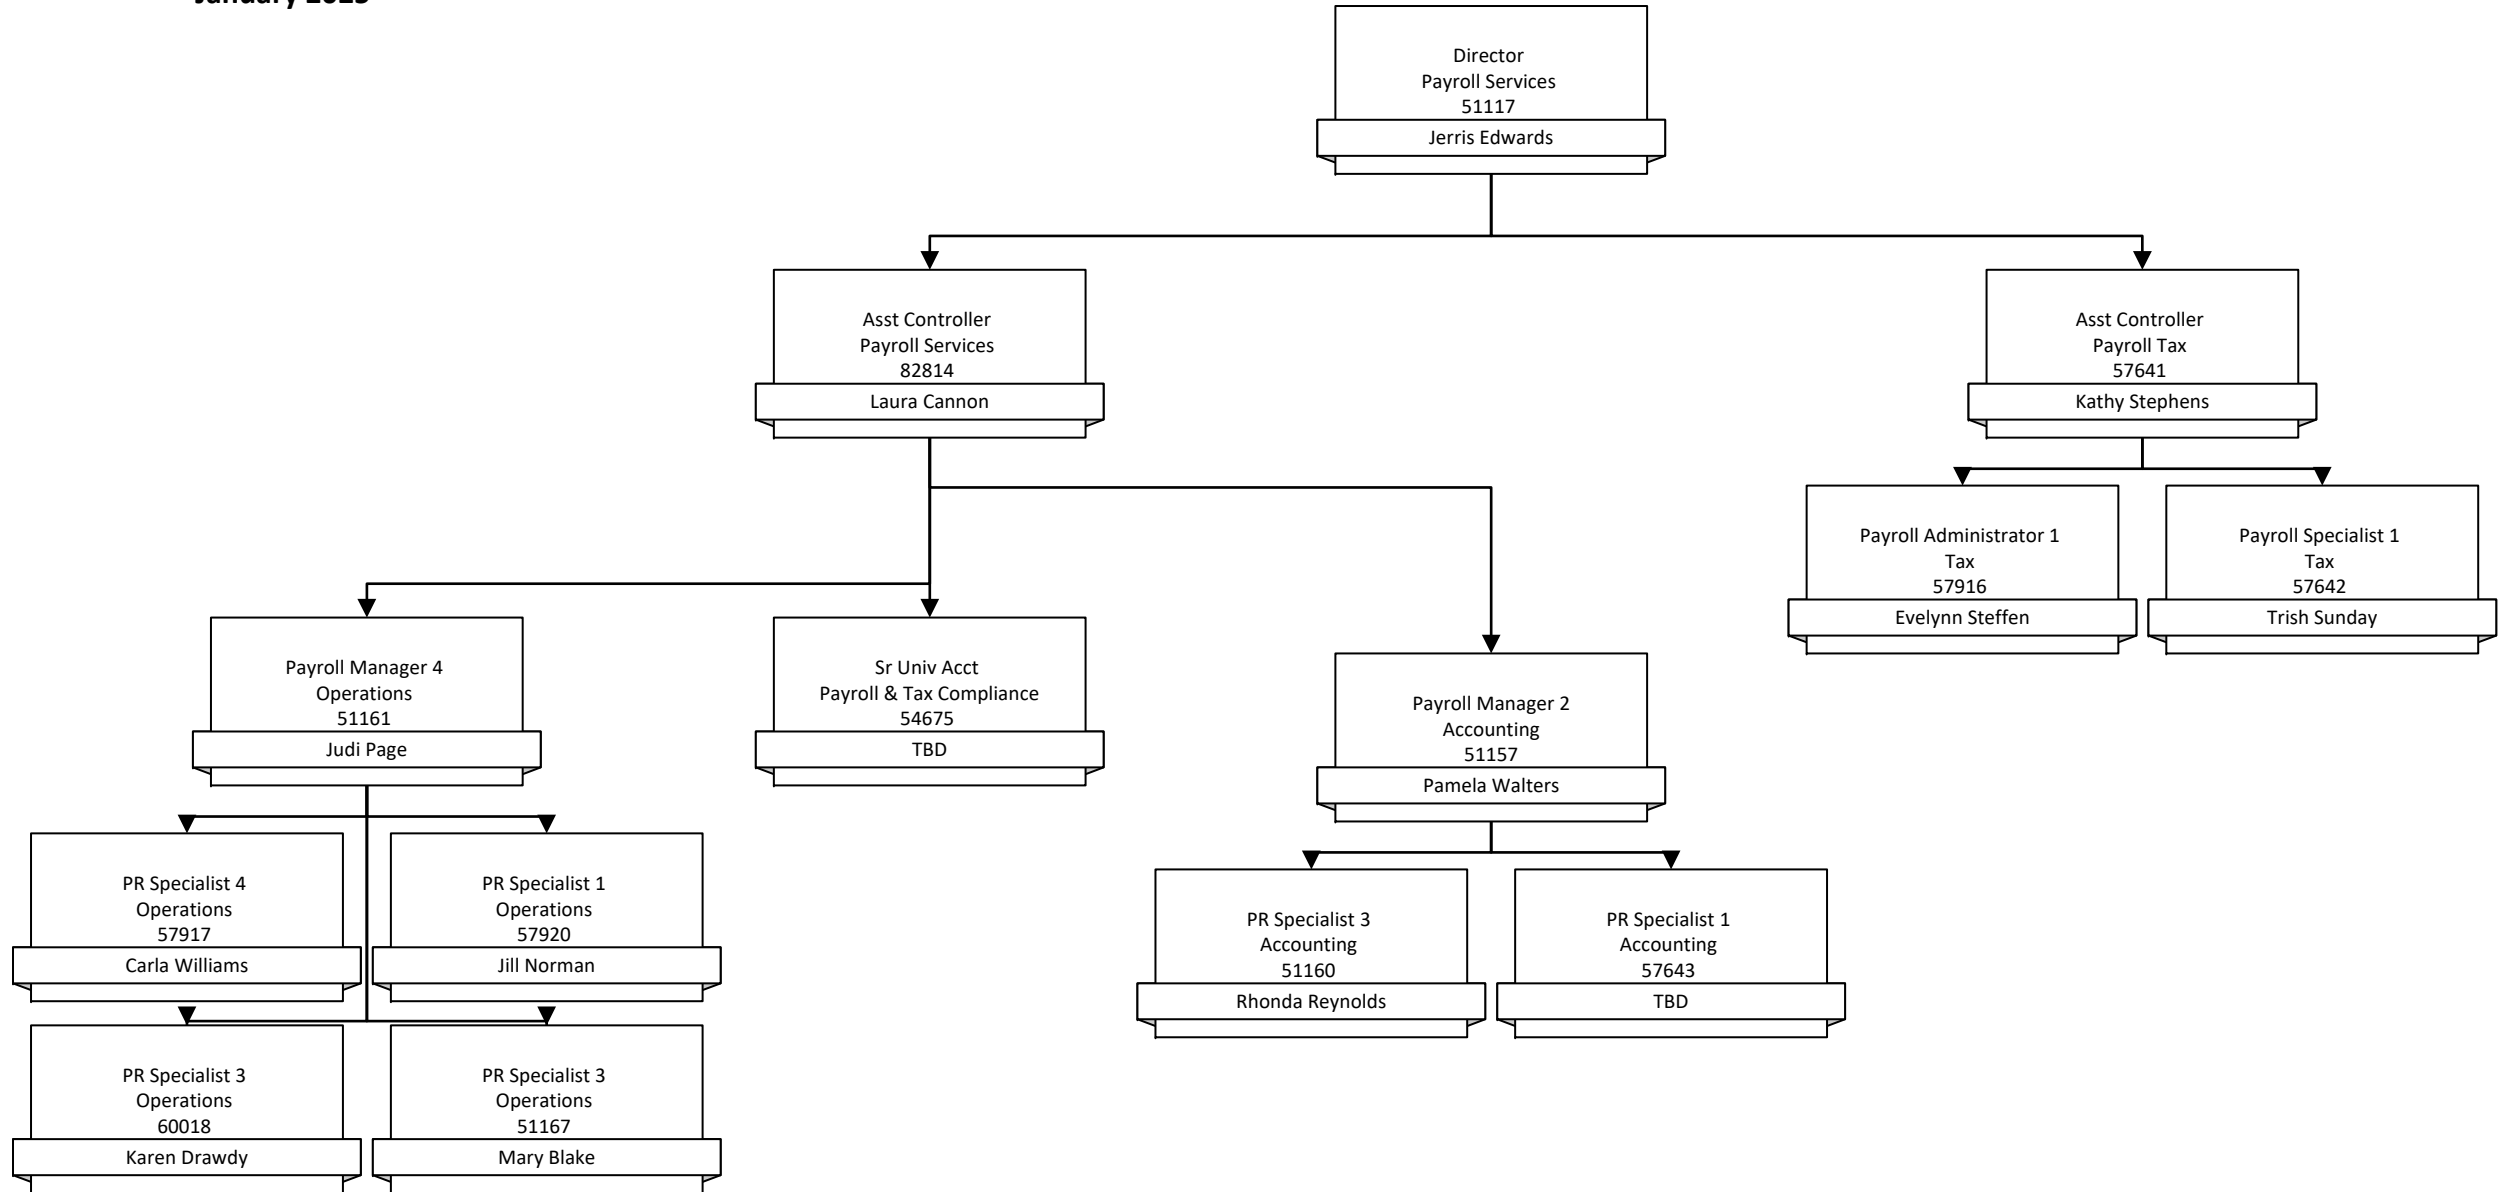 January
Director
Payroll Services
51117
Jerris Edwards
Asst Controller
Payroll Services
82814
Laura Cannon
Asst Controller
Payroll Tax
57641
Kathy Stephens
Payroll Administrator 1
Tax
57916
Evelynn Steffen
Payroll Specialist 1
Tax
57642
Trish Sunday
Payroll Manager 4
Operations
51161
Judi Page
Sr Univ Acct
Payroll & Tax Compliance
54675
TBD
Payroll Manager 2
Accounting
51157
Pamela Walters
PR Specialist 4
Operations
57917
Carla Williams
PR Specialist 1
Operations
57920
Jill Norman
PR Specialist 3
Accounting
51160
Rhonda Reynolds
PR Specialist 1
Accounting
57643
TBD
PR Specialist 3
Operations
60018
Karen Drawdy
PR Specialist 3
Operations
51167
Mary Blake